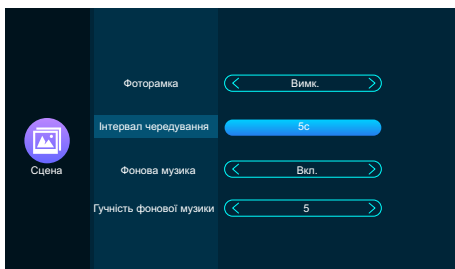 Фоторамка
Вимк.
Інтервал чередування
5с
Сцена
Фонова музика
Вкл.
Гучність фонової музики
5